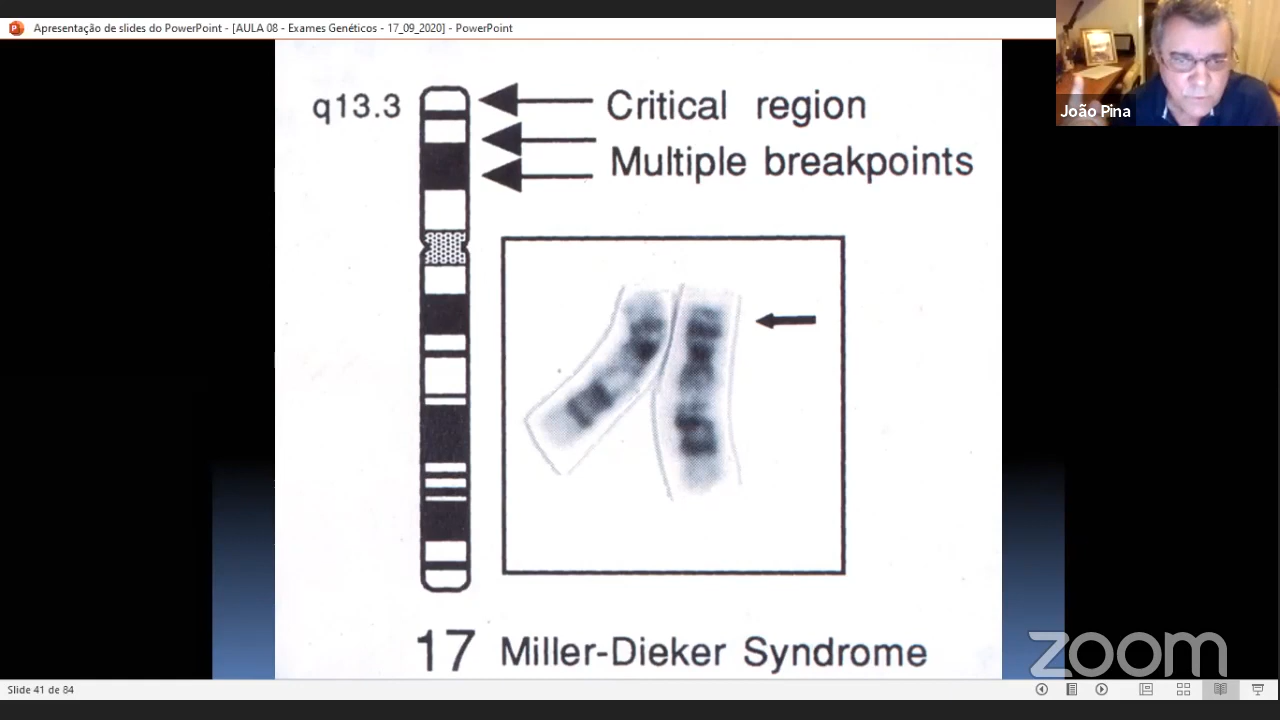 Apresentação de slides do PowerPoint - [AULA 08 - Exames Genéticos - 17_09_2020] - PowerPoint
João Pina
q13.3
Critical region
Multiple breakpoints
17 Miller-Dieker Syndrome
zoom
Slide 41 de 84